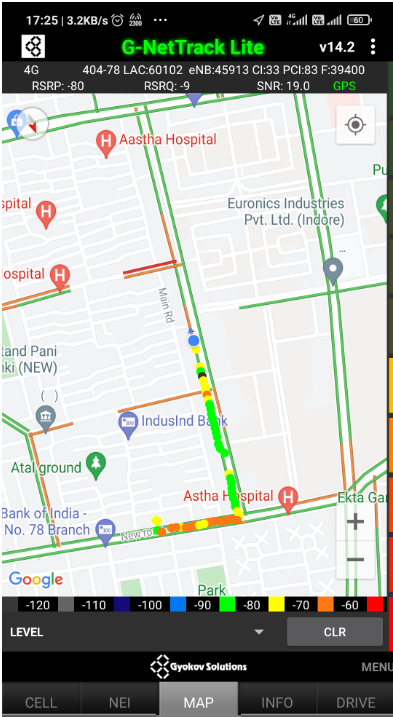 17:25 | 3.2KB/s
4G
2300
60
G-NetTrack Lite
v14.2
4G 404-78 LAC:60102 eNB:45913 CI:33 PCI:83 F:39400
RSRP: -80 RSRQ: -9 SNR: 19.0 GPS
Aastha Hospital
Pu
spital
Euronics Industries
Pvt. Ltd. (Indore)
...
ospital
Main Rd
tand Pani
nki (NEW)
( )
IndusInd Bank
Atal ground
Astha Hospital
Ekta Gar
Bank of India -
No. 78 Branch
New ro
+
−
Google
Park
-120 -110 -100 -90 -80 -70 -60
LEVEL
CLR
Gyokov Solutions
MENU
CELL NEI MAP INFO DRIVE